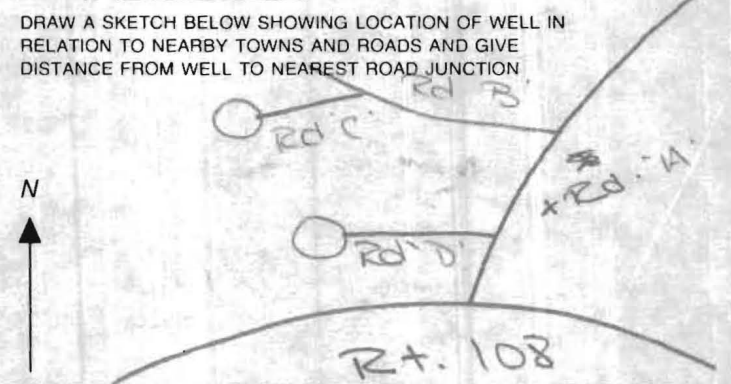 DRAW A SKETCH BELOW SHOWING LOCATION OF WELL IN
RELATION TO NEARBY TOWNS AND ROADS AND GIVE
DISTANCE FROM WELL TO NEAREST ROAD JUNCTION
Rd 'B'
Rd 'C'
Rd. 'A'
N
Rd 'D'
Rt. 108